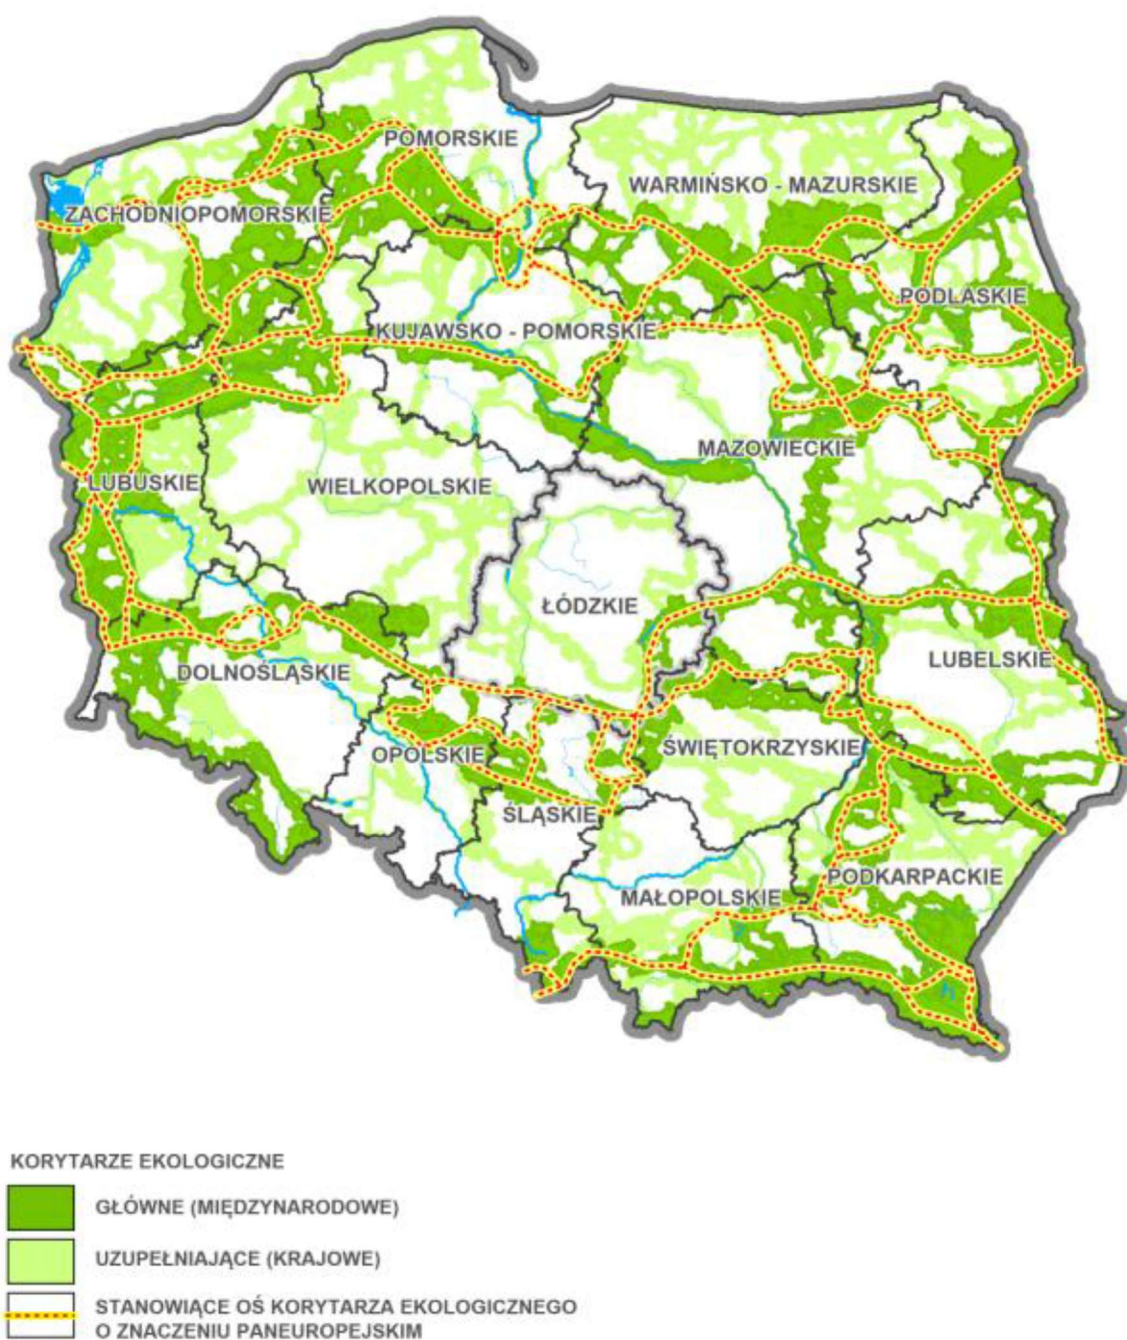 POMORSKIE
WARMIŃSKO - MAZURSKIE
ZACHODNIOPOMORSKIE
PODLASKIE
KUJAWSKO - POMORSKIE
MAZOWIECKIE
LUBUSKIE
WIELKOPOLSKIE
ŁÓDZKIE
LUBELSKIE
DOLNOŚLĄSKIE
ŚWIĘTOKRZYSKIE
OPOLSKIE
ŚLĄSKIE
PODKARPACKIE
MAŁOPOLSKIE
KORYTARZE EKOLOGICZNE
GŁÓWNE (MIĘDZYNARODOWE)
UZUPEŁNIAJĄCE (KRAJOWE)
STANOWIĄCE OŚ KORYTARZA EKOLOGICZNEGO
O ZNACZENIU PANEUROPEJSKIM